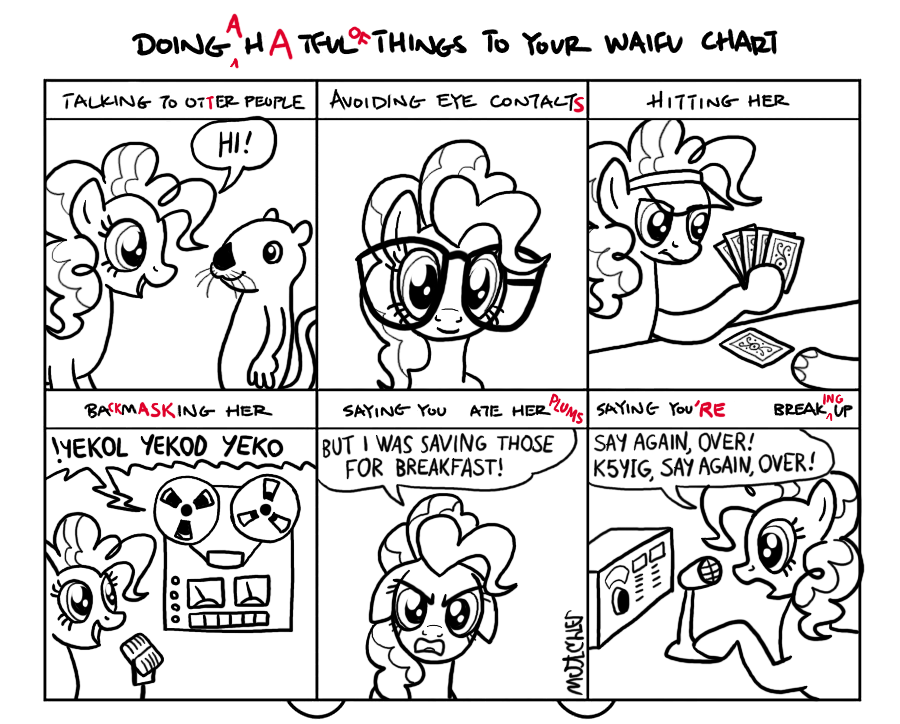 DOING A HATFUL OF THINGS TO YOUR WAIFU CHART
TALKING TO OTTER PEOPLE
AVOIDING EYE CONTACTS
HITTING HER
HI!
BACKMASKING HER
SAYING YOU ATE HER PLUMS
SAYING YOU'RE BREAKING UP
!YEKOL YEKOD YEKO
BUT I WAS SAVING THOSE
FOR BREAKFAST!
SAY AGAIN, OVER!
K5YIG, SAY AGAIN, OVER!
MUTCHER